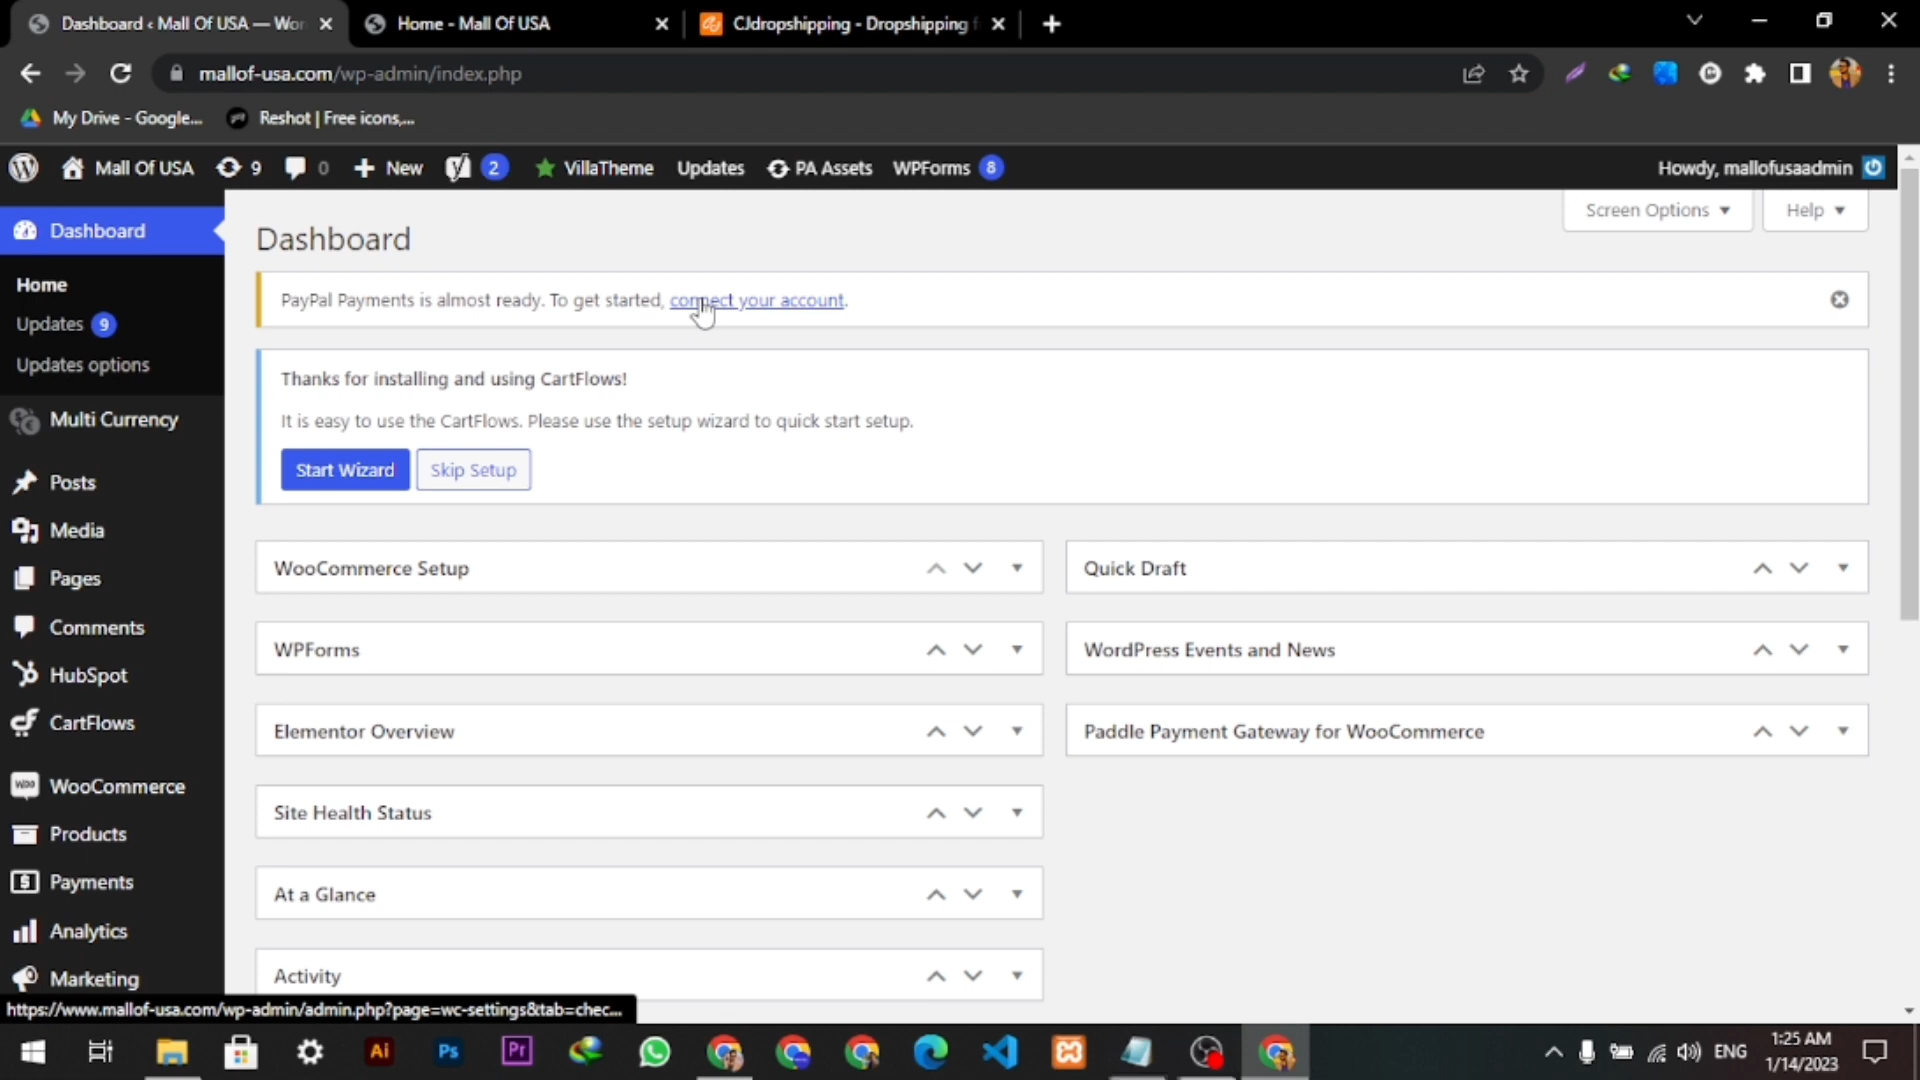 Dashboard ‹ Mall Of USA — Wor
Home - Mall Of USA
CJdropshipping - Dropshipping f
mallof-usa.com/wp-admin/index.php
My Drive - Google...
Reshot | Free icons,...
Mall Of USA
9
0
New
2
VillaTheme
Updates
PA Assets
WPForms
8
Howdy, mallofusaadmin
Dashboard
Home
Updates 9
Updates options
Multi Currency
Posts
Media
Pages
Comments
HubSpot
CartFlows
WooCommerce
Products
Payments
Analytics
Marketing
Screen Options
Help
Dashboard
PayPal Payments is almost ready. To get started, connect your account.
Thanks for installing and using CartFlows!
It is easy to use the CartFlows. Please use the setup wizard to quick start setup.
Start Wizard
Skip Setup
WooCommerce Setup
Quick Draft
WPForms
WordPress Events and News
Elementor Overview
Paddle Payment Gateway for WooCommerce
Site Health Status
At a Glance
Activity
https://www.mallof-usa.com/wp-admin/admin.php?page=wc-settings&tab=chec...
Ai
Ps
Pr
ENG
1:25 AM
1/14/2023